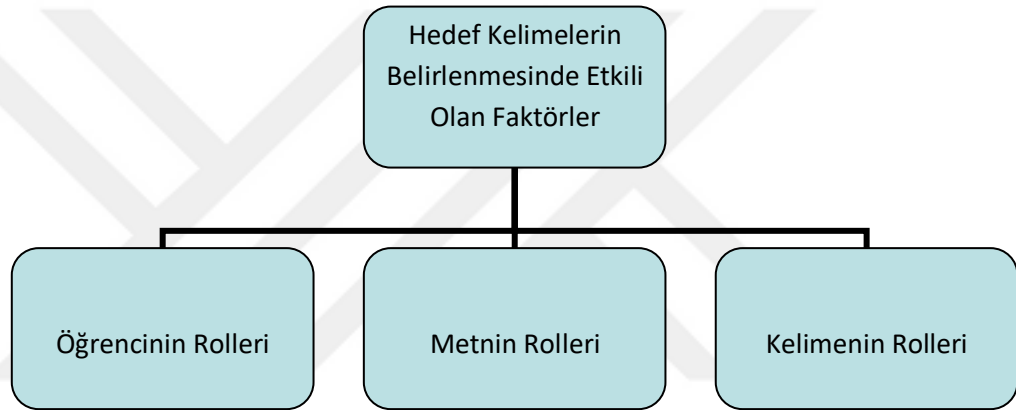 Hedef Kelimelerin
Belirlenmesinde Etkili
Olan Faktörler
Öğrencinin Rolleri
Metnin Rolleri
Kelimenin Rolleri